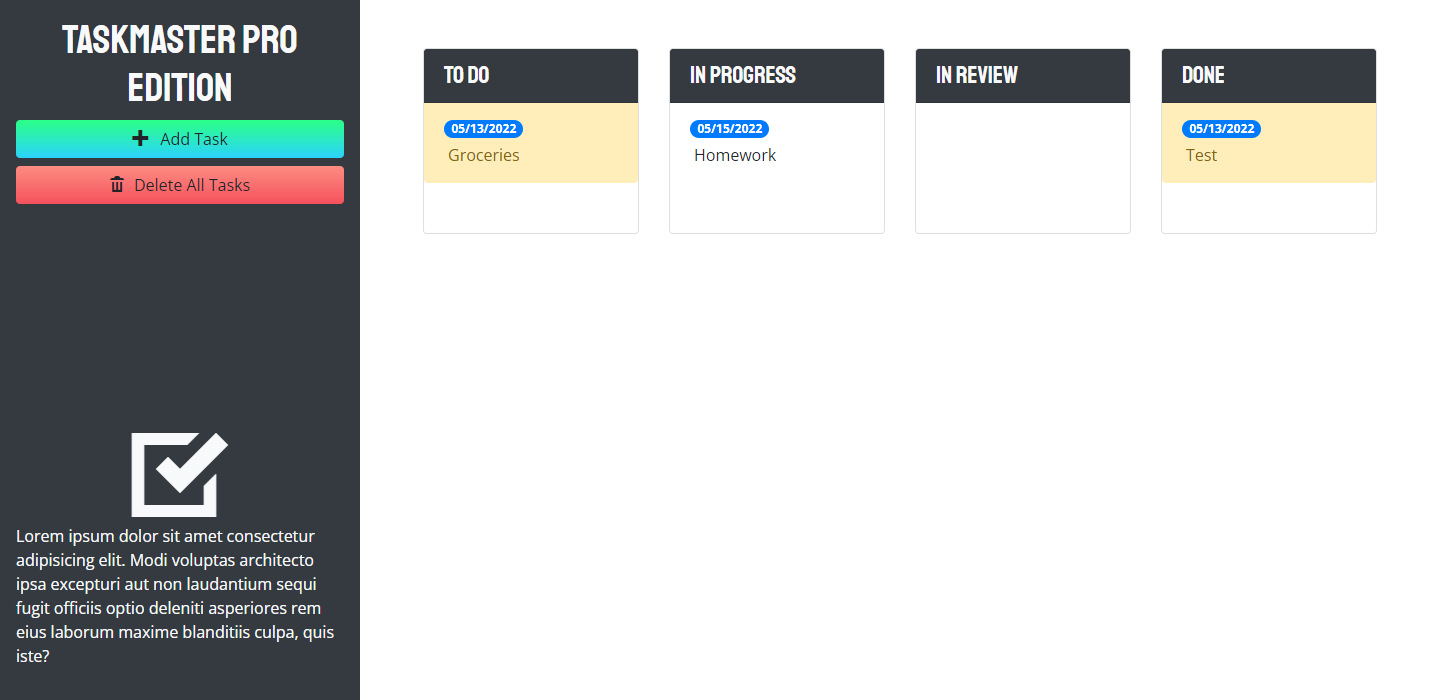 TASKMASTER PRO
EDITION
Add Task
Delete All Tasks
Lorem ipsum dolor sit amet consectetur
adipisicing elit. Modi voluptas architecto
ipsa excepturi aut non laudantium sequi
fugit officiis optio deleniti asperiores rem
eius laborum maxime blanditiis culpa, quis
iste?
TO DO
05/13/2022
Groceries
IN PROGRESS
05/15/2022
Homework
IN REVIEW
DONE
05/13/2022
Test